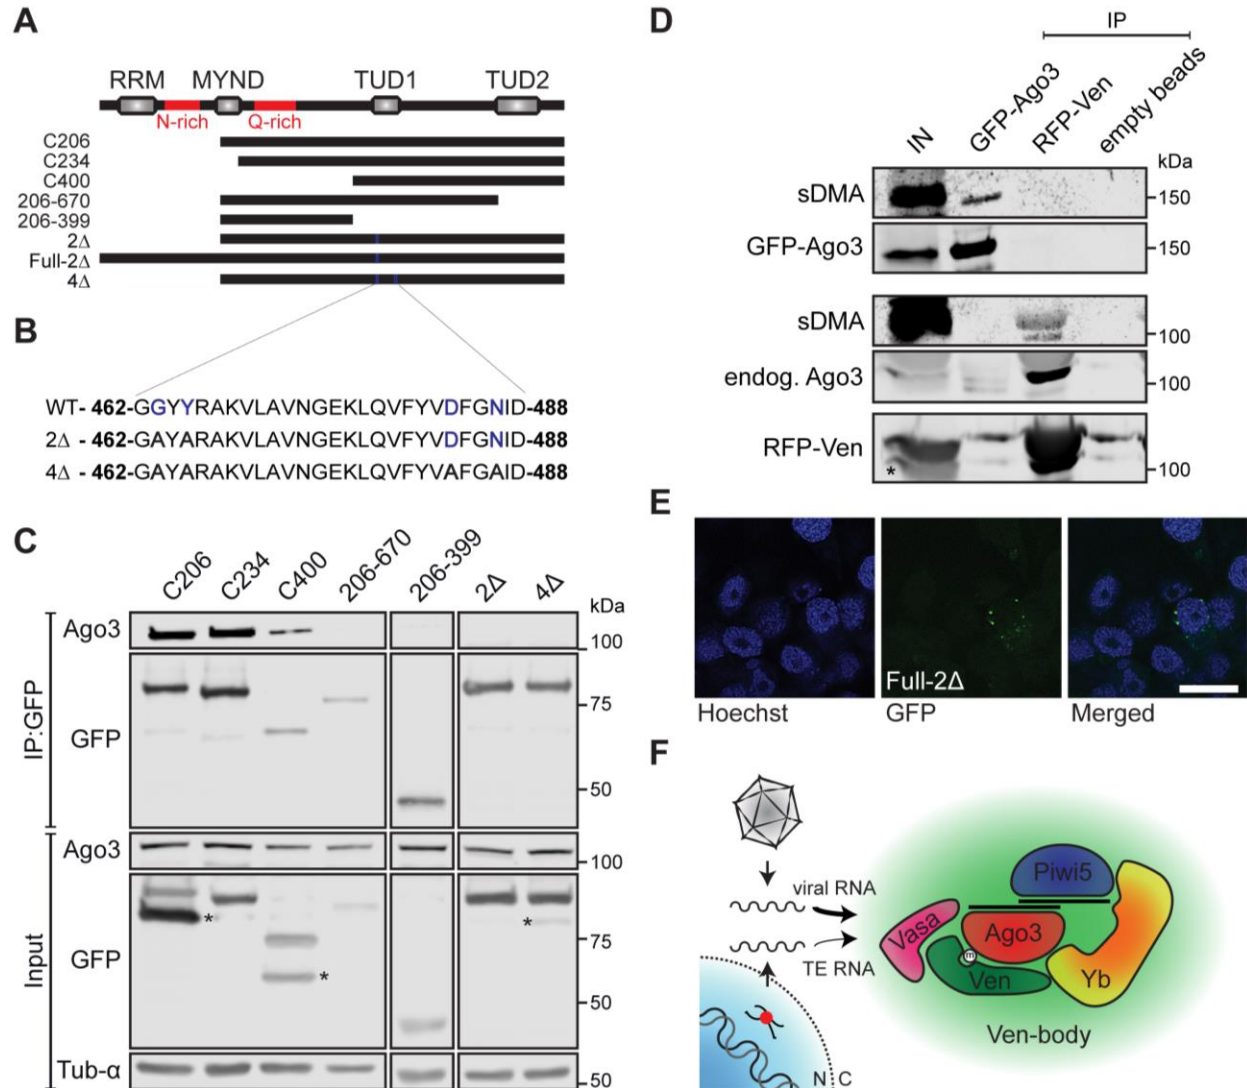 A
RRM MYND TUD1 TUD2
N-rich Q-rich
C206
C234
C400
206-670
206-399
2Δ
Full-2Δ
4Δ
B
WT- 462-GGYYRAKVLAVNGEKLQVFYVDFGNID-488
2Δ - 462-GAYARAKVLAVNGEKLQVFYVDFGNID-488
4Δ - 462-GAYARAKVLAVNGEKLQVFYVAFGAID-488
C
C206 C234 C400 206-670 206-399 2Δ 4Δ
kDa
IP:GFP
Ago3
100
GFP
75
50
Input
Ago3
100
GFP
*
*
*
75
50
Tub-α
50
D
IP
IN GFP-Ago3 RFP-Ven empty beads
kDa
sDMA 150
GFP-Ago3 150
sDMA 100
endog. Ago3 100
RFP-Ven
* 100
E
Full-2Δ
Hoechst GFP Merged
F
viral RNA
TE RNA
N C
Piwi5
Vasa
Ago3
m
Ven
Yb
Ven-body